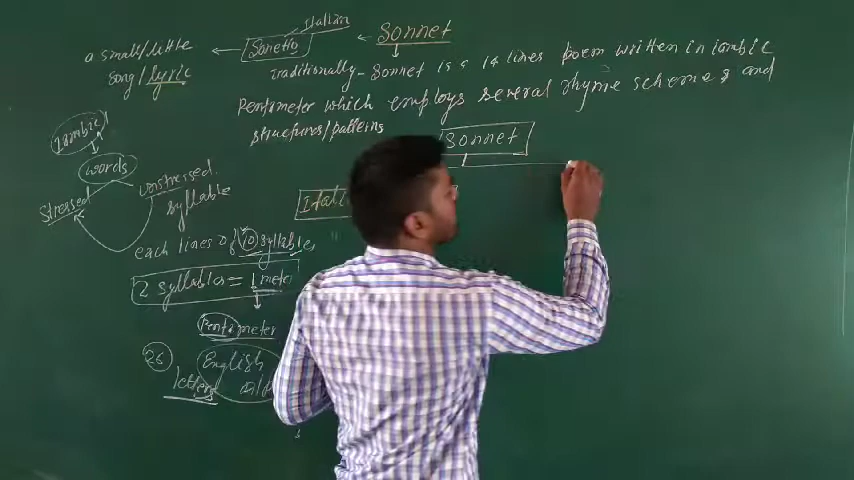 Italian
Sonnet
Sonetto
a small/little
song/lyric
Traditionally - Sonnet is a 14 lines poem written in iambic
Pentameter which employs several rhyme schemes and
structures/patterns
Sonnet
Itali
Iambic
words
Stressed
unstressed
syllable
each lines of 10 syllables
2 syllables = 1 meter
Pentameter
26
English
letters